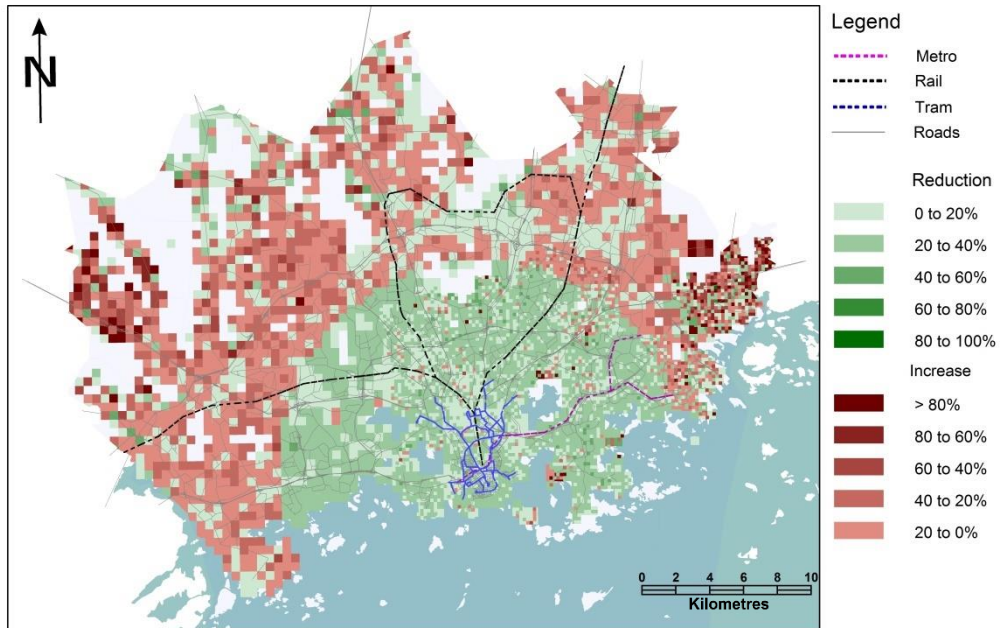 N
Legend
Metro
Rail
Tram
Roads
Reduction
0 to 20%
20 to 40%
40 to 60%
60 to 80%
80 to 100%
Increase
> 80%
80 to 60%
60 to 40%
40 to 20%
20 to 0%
0 2 4 6 8 10
Kilometres